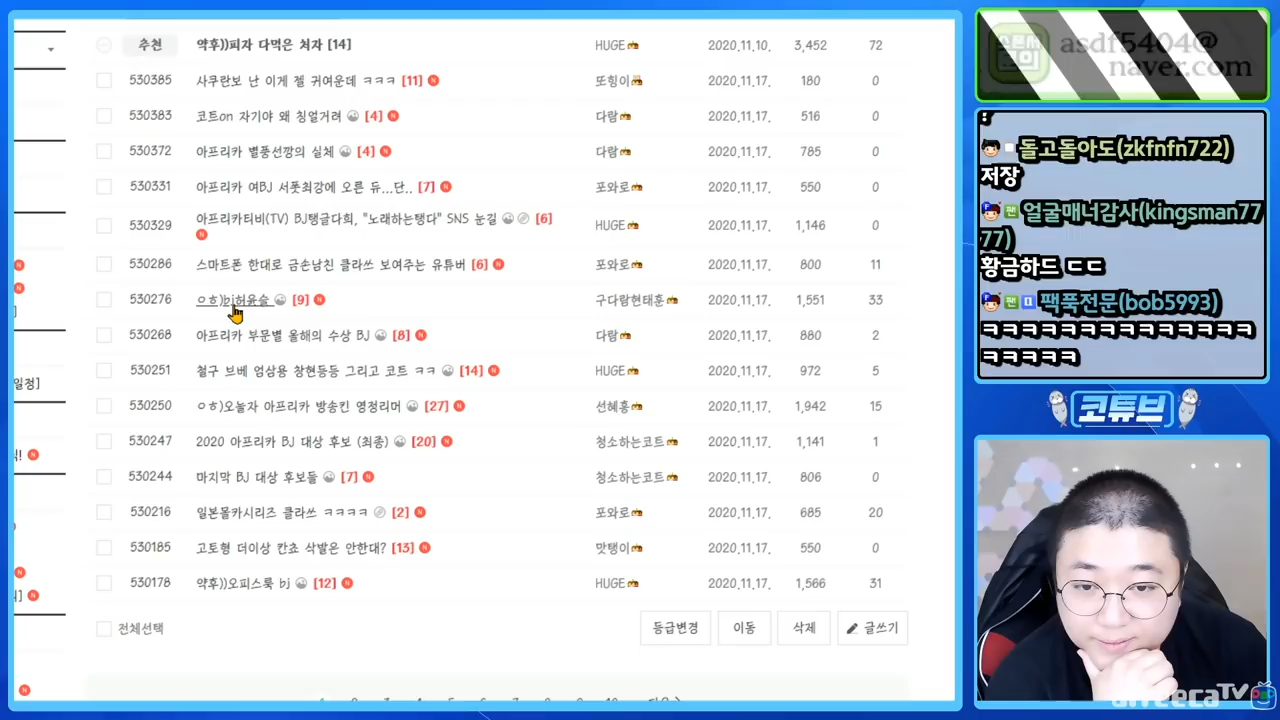 추천 약후))피자 다먹은 처자 [14] HUGE 2020.11.10. 3,452 72
530385 사쿠란보 난 이게 젤 귀여운데 ㅋㅋㅋ [11] N 또힝이 2020.11.17. 180 0
530383 코트on 자기야 왜 칭얼거려 [4] N 다람 2020.11.17. 516 0
530372 아프리카 별풍선깡의 실체 [4] N 다람 2020.11.17. 785 0
530331 아프리카 여BJ 서폿최강에 오른 듀...단.. [7] N 포와로 2020.11.17. 550 0
530329 아프리카티비(TV) BJ탱글다희, "노래하는탱다" SNS 눈길 [6] HUGE 2020.11.17. 1,146 0
N
530286 스마트폰 한대로 금손남친 클라쓰 보여주는 유튜버 [6] N 포와로 2020.11.17. 800 11
530276 ㅇㅎ)bj허윤슬 [9] N 구다람현태훈 2020.11.17. 1,551 33
530268 아프리카 부문별 올해의 수상 BJ [8] N 다람 2020.11.17. 880 2
일정]
530251 철구 브베 엄삼용 창현등등 그리고 코트 ㅋㅋ [14] N HUGE 2020.11.17. 972 5
530250 ㅇㅎ)오늘자 아프리카 방송킨 영정리머 [27] N 선혜홍 2020.11.17. 1,942 15
530247 2020 아프리카 BJ 대상 후보 (최종) [20] N 청소하는코트 2020.11.17. 1,141 1
530244 마지막 BJ 대상 후보들 [7] N 청소하는코트 2020.11.17. 806 0
530216 일본몰카시리즈 클라쓰 ㅋㅋㅋㅋ [2] N 포와로 2020.11.17. 685 20
530185 고토형 더이상 칸쵸 삭발은 안한대? [13] N 맛탱이 2020.11.17. 550 0
530178 약후))오피스룩 bj [12] N HUGE 2020.11.17. 1,566 31
전체선택 등급변경 이동 삭제 글쓰기
asdf5404@
naver.com
돌고돌아도(zkfnfn722)
저장
팬 얼굴매너감사(kingsman77
77)
황금하드 ㄷㄷ
팬 팩폭전문(bob5993)
ㅋㅋㅋㅋㅋㅋㅋㅋㅋㅋㅋㅋㅋㅋ
ㅋㅋㅋㅋㅋ
코튜브
afreecaTV